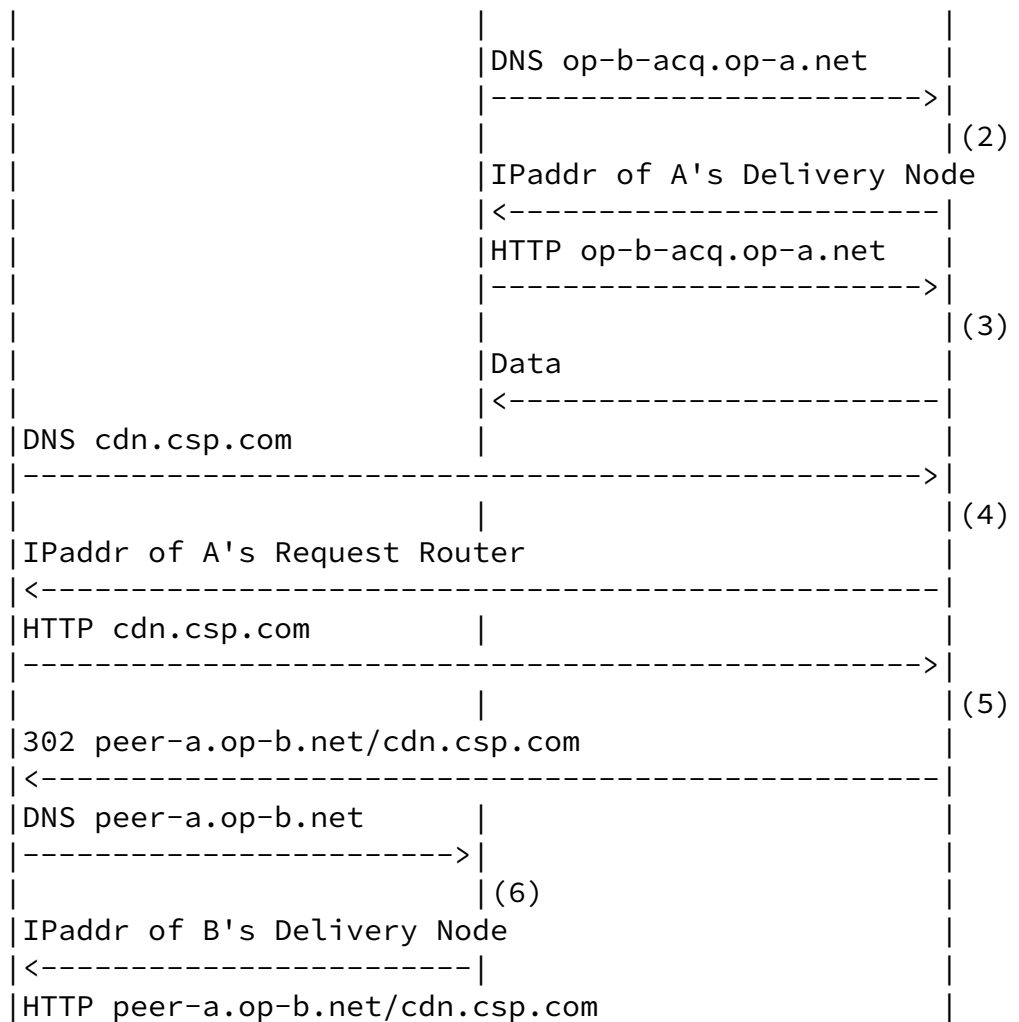 |                         |                         |
|                         |DNS op-b-acq.op-a.net    |
|                         |------------------------>|
|                         |                         |(2)
|                         |IPaddr of A's Delivery Node
|                         |<------------------------|
|                         |HTTP op-b-acq.op-a.net   |
|                         |------------------------>|
|                         |                         |(3)
|                         |Data                     |
|                         |<------------------------|
|DNS cdn.csp.com          |                         |
|-------------------------------------------------->|
|                         |                         |(4)
|IPaddr of A's Request Router                       |
|<--------------------------------------------------|
|HTTP cdn.csp.com         |                         |
|-------------------------------------------------->|
|                         |                         |(5)
|302 peer-a.op-b.net/cdn.csp.com                    |
|<--------------------------------------------------|
|DNS peer-a.op-b.net      |                         |
|------------------------>|                         |
|                         |(6)                      |
|IPaddr of B's Delivery Node                        |
|<------------------------|                         |
|HTTP peer-a.op-b.net/cdn.csp.com                   |